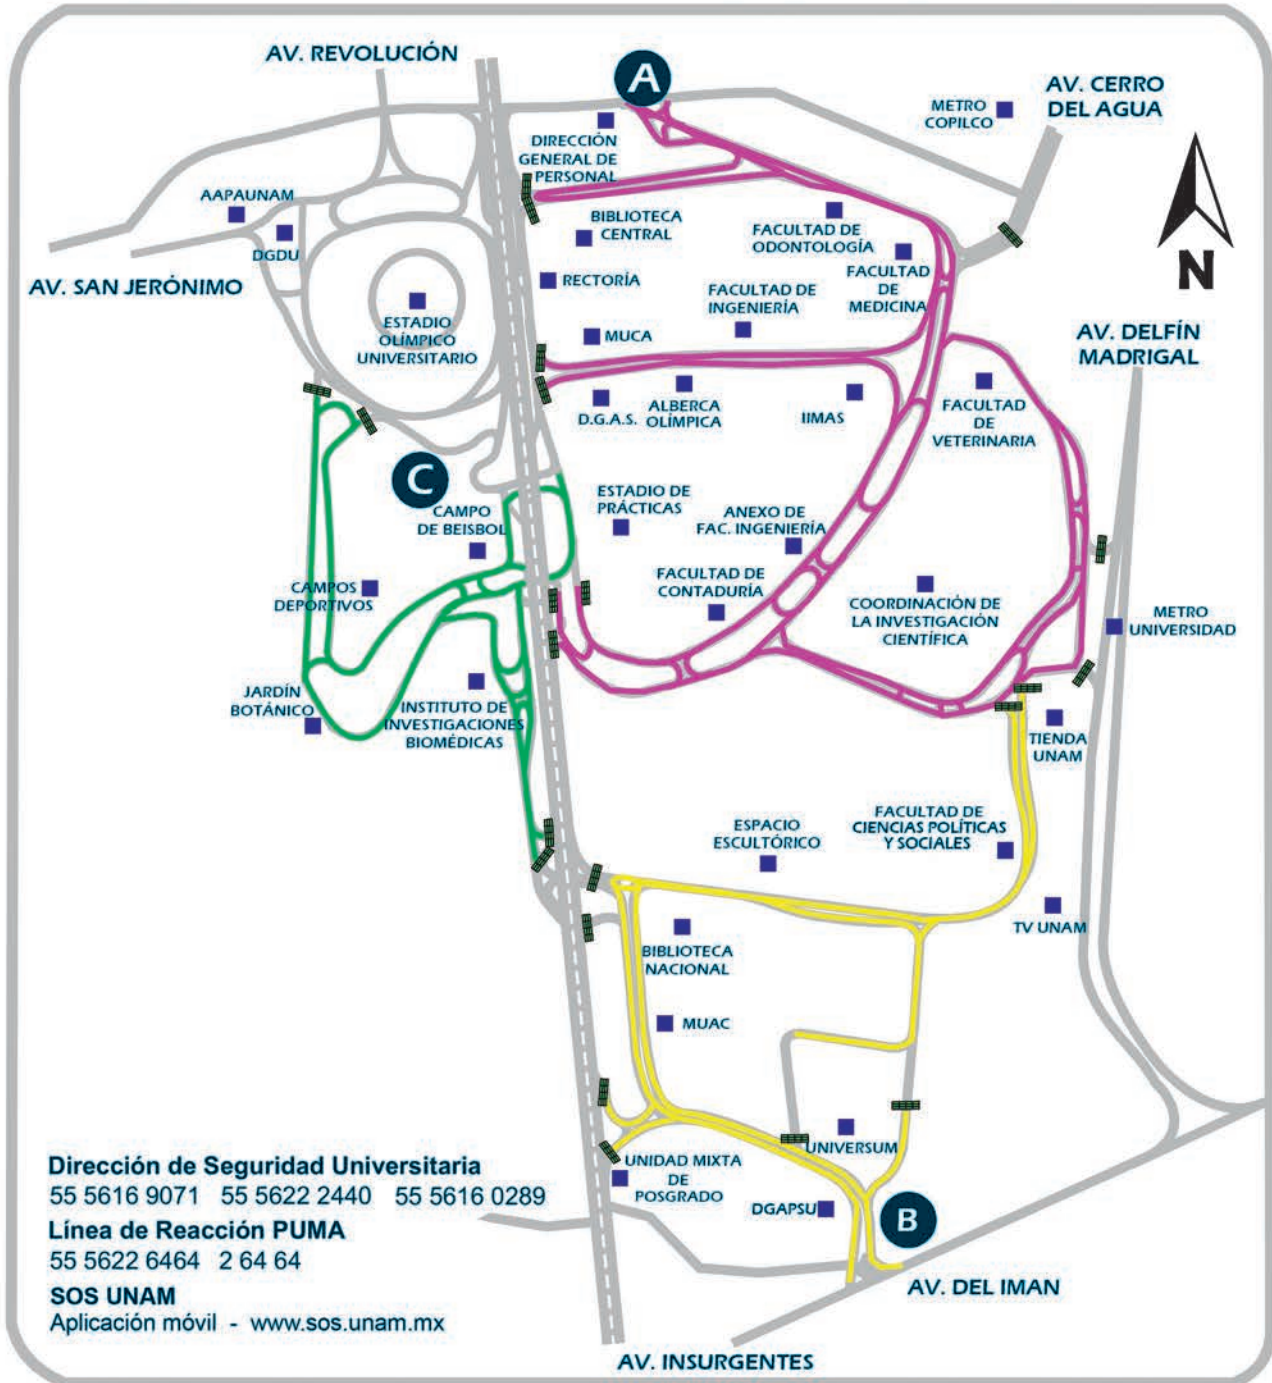 AV. REVOLUCIÓN
A
AV. CERRO
DEL AGUA
METRO
COPILCO
DIRECCIÓN
GENERAL DE
PERSONAL
AAPAUNAM
DGDU
AV. SAN JERÓNIMO
BIBLIOTECA
CENTRAL
FACULTAD DE
ODONTOLOGÍA
FACULTAD
DE
MEDICINA
N
RECTORÍA
FACULTAD DE
INGENIERÍA
ESTADIO
OLÍMPICO
UNIVERSITARIO
MUCA
AV. DELFÍN
MADRIGAL
D.G.A.S.
ALBERCA
OLÍMPICA
IIMAS
FACULTAD
DE
VETERINARIA
C
CAMPO
DE BEISBOL
ESTADIO DE
PRÁCTICAS
ANEXO DE
FAC. INGENIERÍA
CAMPOS
DEPORTIVOS
FACULTAD DE
CONTADURÍA
COORDINACIÓN DE
LA INVESTIGACIÓN
CIENTÍFICA
METRO
UNIVERSIDAD
JARDÍN
BOTÁNICO
INSTITUTO DE
INVESTIGACIONES
BIOMÉDICAS
TIENDA
UNAM
ESPACIO
ESCULTÓRICO
FACULTAD DE
CIENCIAS POLÍTICAS
Y SOCIALES
TV UNAM
BIBLIOTECA
NACIONAL
MUAC
UNIVERSUM
UNIDAD MIXTA
DE
POSGRADO
DGAPSU
B
AV. DEL IMAN
AV. INSURGENTES
Dirección de Seguridad Universitaria
55 5616 9071 55 5622 2440 55 5616 0289
Línea de Reacción PUMA
55 5622 6464 2 64 64
SOS UNAM
Aplicación móvil - www.sos.unam.mx